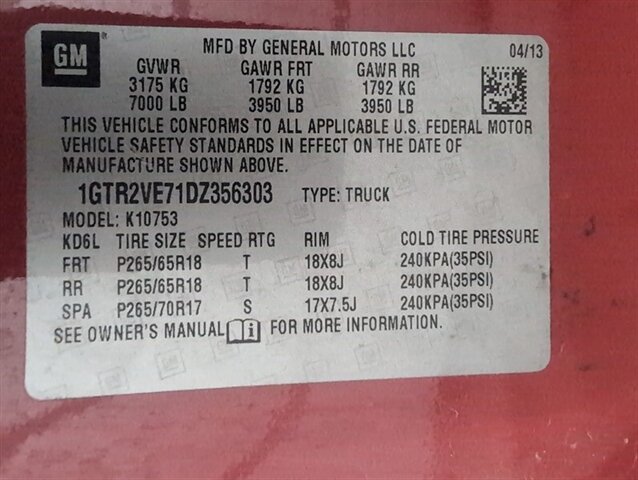 GM
MFD BY GENERAL MOTORS LLC 04/13
GVWR GAWR FRT GAWR RR
3175 KG 1792 KG 1792 KG
7000 LB 3950 LB 3950 LB
THIS VEHICLE CONFORMS TO ALL APPLICABLE U.S. FEDERAL MOTOR
VEHICLE SAFETY STANDARDS IN EFFECT ON THE DATE OF
MANUFACTURE SHOWN ABOVE.
1GTR2VE71DZ356303 TYPE: TRUCK
MODEL: K10753
KD6L TIRE SIZE SPEED RTG RIM COLD TIRE PRESSURE
FRT P265/65R18 T 18X8J 240KPA(35PSI)
RR P265/65R18 T 18X8J 240KPA(35PSI)
SPA P265/70R17 S 17X7.5J 240KPA(35PSI)
SEE OWNER'S MANUAL FOR MORE INFORMATION.